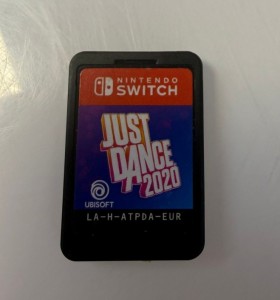 NINTENDO
SWITCH
JUST
DANCE
2020
UBISOFT
LA-H-ATPDA-EUR